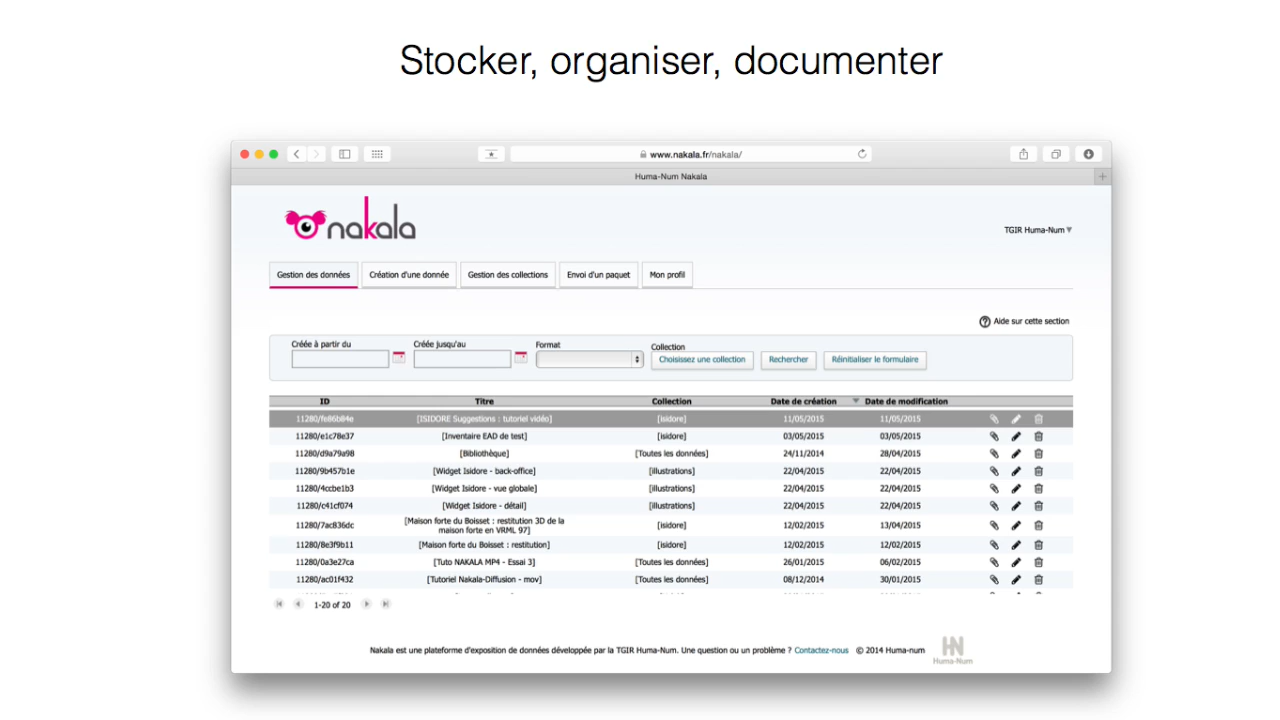 Stocker, organiser, documenter
www.nakala.fr/nakala/
Huma-Num Nakala
nakala
TGIR Huma-Num
Gestion des données Création d'une donnée Gestion des collections Envoi d'un paquet Mon profil
? Aide sur cette section
Créée à partir du Créée jusqu'au Format Collection
Choisissez une collection Rechercher Réinitialiser le formulaire
ID Titre Collection Date de création Date de modification
11280/fe86b84e [ISIDORE Suggestions : tutoriel vidéo] [isidore] 11/05/2015 11/05/2015
11280/e1c78e37 [Inventaire EAD de test] [isidore] 03/05/2015 03/05/2015
11280/d9a79a98 [Bibliothèque] [Toutes les données] 24/11/2014 28/04/2015
11280/9b457b1e [Widget Isidore - back-office] [illustrations] 22/04/2015 22/04/2015
11280/4ccbe1b3 [Widget Isidore - vue globale] [illustrations] 22/04/2015 22/04/2015
11280/c41cf074 [Widget Isidore - détail] [illustrations] 22/04/2015 22/04/2015
11280/7ac836dc [Maison forte du Boisset : restitution 3D de la maison forte en VRML 97] [isidore] 12/02/2015 13/04/2015
11280/8e3f9b11 [Maison forte du Boisset : restitution] [isidore] 12/02/2015 12/02/2015
11280/0a3e27ca [Tuto NAKALA MP4 - Essai 3] [Toutes les données] 26/01/2015 06/02/2015
11280/ac01f432 [Tutoriel Nakala-Diffusion - mov] [Toutes les données] 08/12/2014 30/01/2015
1-20 of 20
Nakala est une plateforme d'exposition de données développée par la TGIR Huma-Num. Une question ou un problème ? Contactez-nous © 2014 Huma-num
HN
Huma-Num